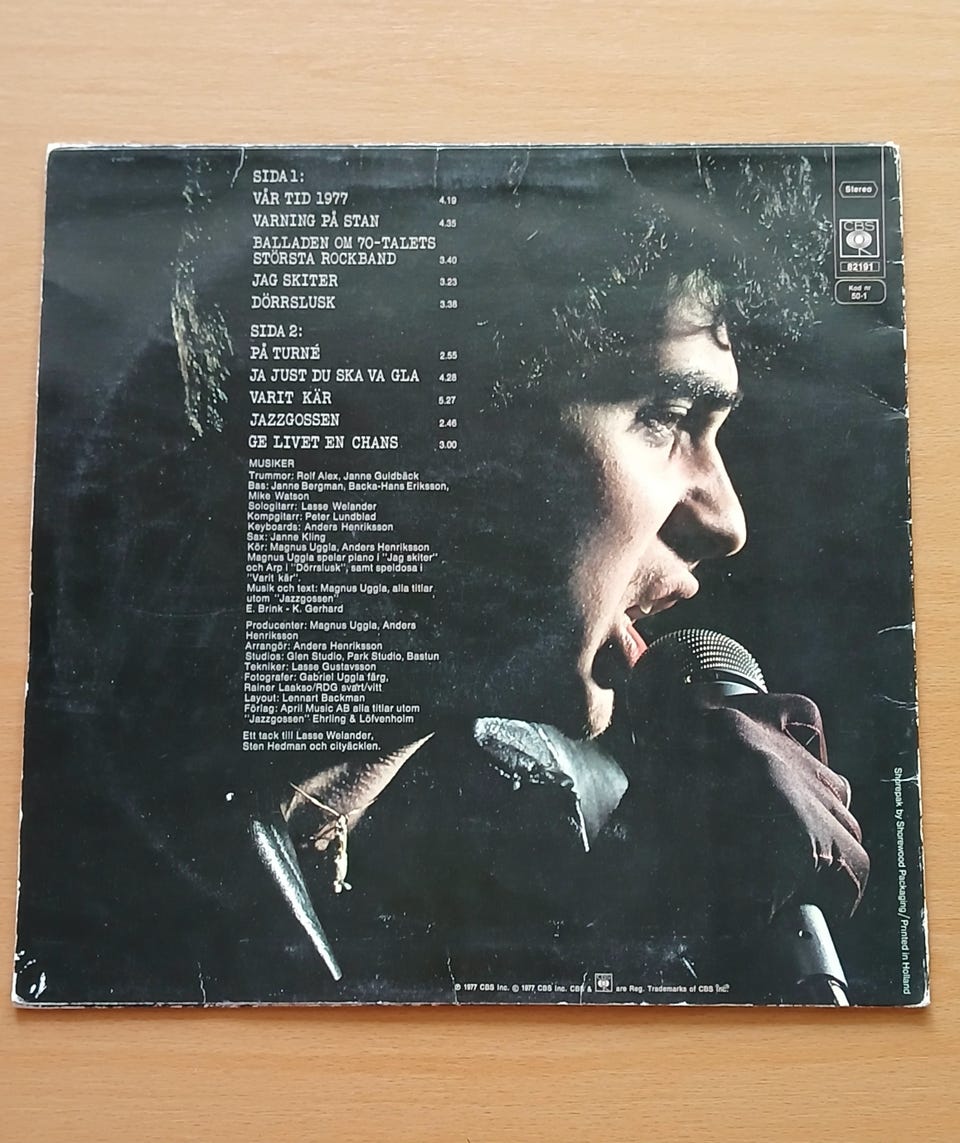 SIDA 1:
VÅR TID 1977 4.19
VARNING PÅ STAN 4.35
BALLADEN OM 70-TALETS
STÖRSTA ROCKBAND 3.40
JAG SKITER 3.23
DÖRRSLUSK 3.38
SIDA 2:
PÅ TURNÉ 2.55
JA JUST DU SKA VA GLA 4.28
VARIT KÄR 5.27
JAZZGOSSEN 2.46
GE LIVET EN CHANS 3.00
MUSIKER
Trummor: Rolf Alex, Janne Guldbäck
Bas: Janne Bergman, Backa-Hans Eriksson,
Mike Watson
Sologitarr: Lasse Welander
Kompgitarr: Peter Lundblad
Keyboards: Anders Henriksson
Sax: Janne Kling
Kör: Magnus Uggla, Anders Henriksson
Magnus Uggla spelar piano i "Jag skiter"
och Arp i "Dörrslusk", samt speldosa i
"Varit kär".
Musik och text: Magnus Uggla, alla titlar
utom "Jazzgossen"
E. Brink - K. Gerhard
Producenter: Magnus Uggla, Anders
Henriksson
Arrangör: Anders Henriksson
Studios: Glen Studio, Park Studio, Bastun
Tekniker: Lasse Gustavsson
Fotografer: Gabriel Uggla färg,
Rainer Laakso/RDG svart/vitt
Layout: Lennart Backman
Förlag: April Music AB alla titlar utom
"Jazzgossen" Ehrling & Löfvenholm
Ett tack till Lasse Welander,
Sten Hedman och cityäcklen.
Stereo
CBS
82191
Kod nr
50-1
Shorepak by Shorewood Packaging / Printed in Holland
℗ 1977 CBS Inc. © 1977 CBS Inc. CBS & CBS are Reg. Trademarks of CBS Inc.